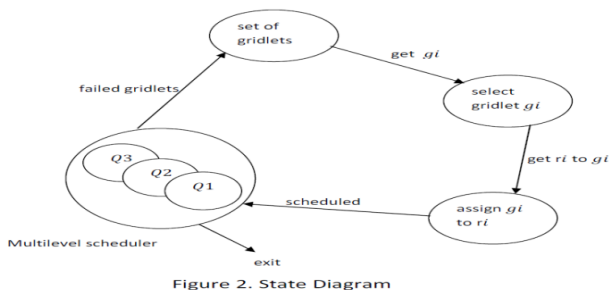 set of
gridlets
get gi
failed gridlets
select
gridlet gi
get ri to gi
Q3
Q2
Q1
scheduled
assign gi
to ri
Multilevel scheduler
exit
Figure 2. State Diagram